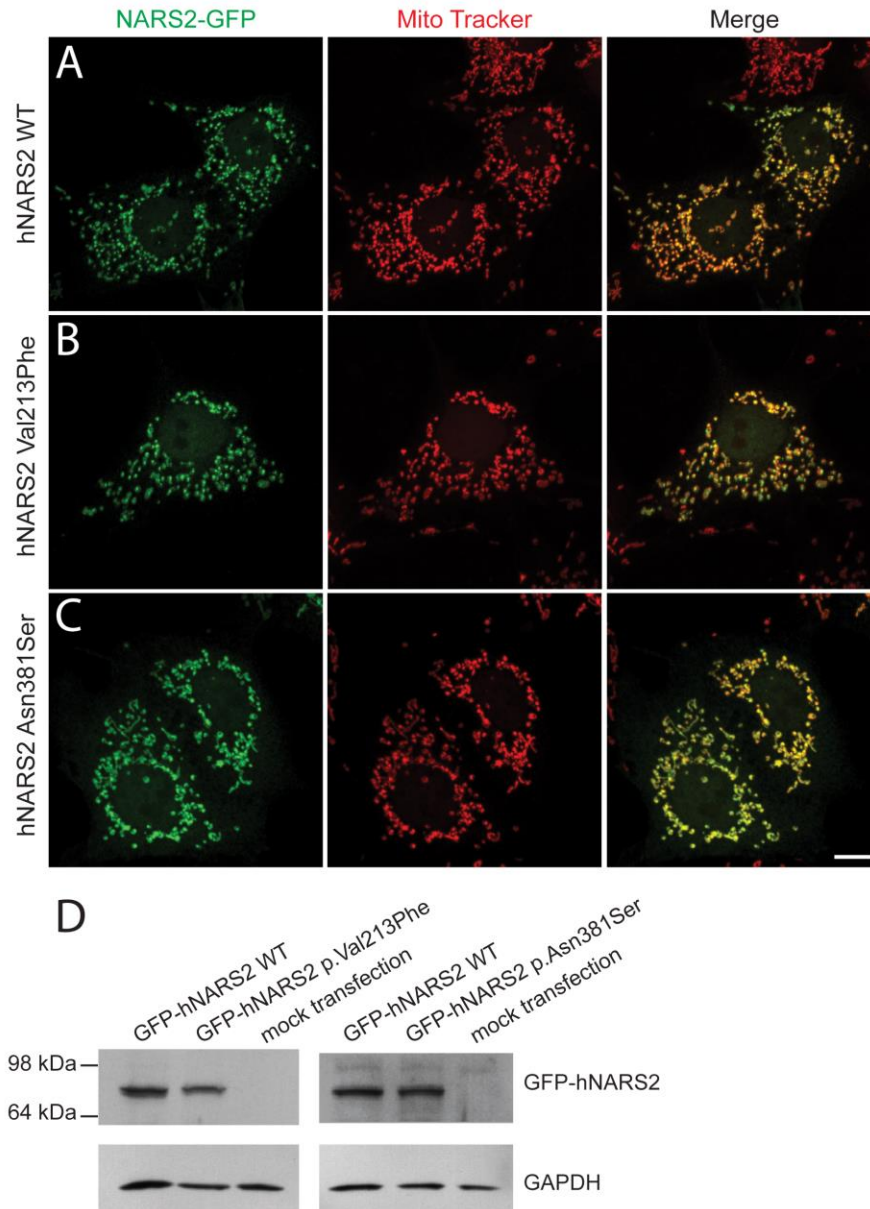 NARS2-GFP Mito Tracker Merge
A
hNARS2 WT
B
hNARS2 Val213Phe
C
hNARS2 Asn381Ser
D
GFP-hNARS2 WT
GFP-hNARS2 p.Val213Phe
mock transfection
GFP-hNARS2 WT
GFP-hNARS2 p.Asn381Ser
mock transfection
98 kDa
64 kDa
GFP-hNARS2
GAPDH